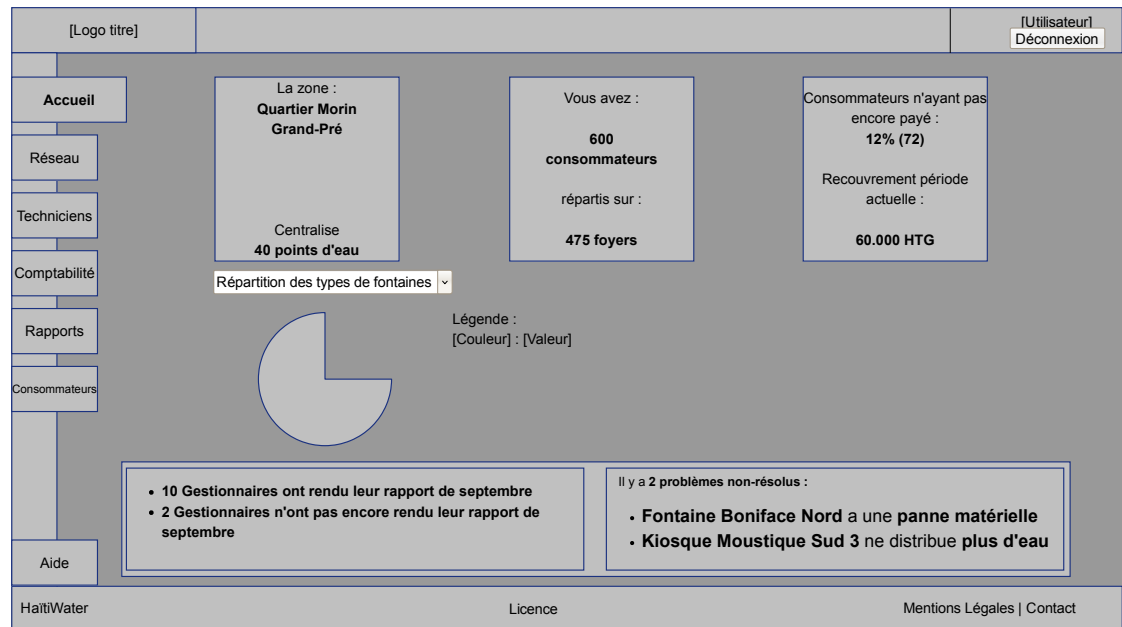 [Logo titre]
[Utilisateur]
Déconnexion
Accueil
Réseau
Techniciens
Comptabilité
Rapports
Consommateurs
Aide
La zone :
Quartier Morin
Grand-Pré
Centralise
40 points d'eau
Vous avez :
600
consommateurs
répartis sur :
475 foyers
Consommateurs n'ayant pas
encore payé :
12% (72)
Recouvrement période
actuelle :
60.000 HTG
Répartition des types de fontaines
Légende :
[Couleur] : [Valeur]
• 10 Gestionnaires ont rendu leur rapport de septembre
• 2 Gestionnaires n'ont pas encore rendu leur rapport de
septembre
Il y a 2 problèmes non-résolus :
• Fontaine Boniface Nord a une panne matérielle
• Kiosque Moustique Sud 3 ne distribue plus d'eau
HaïtiWater
Licence
Mentions Légales | Contact